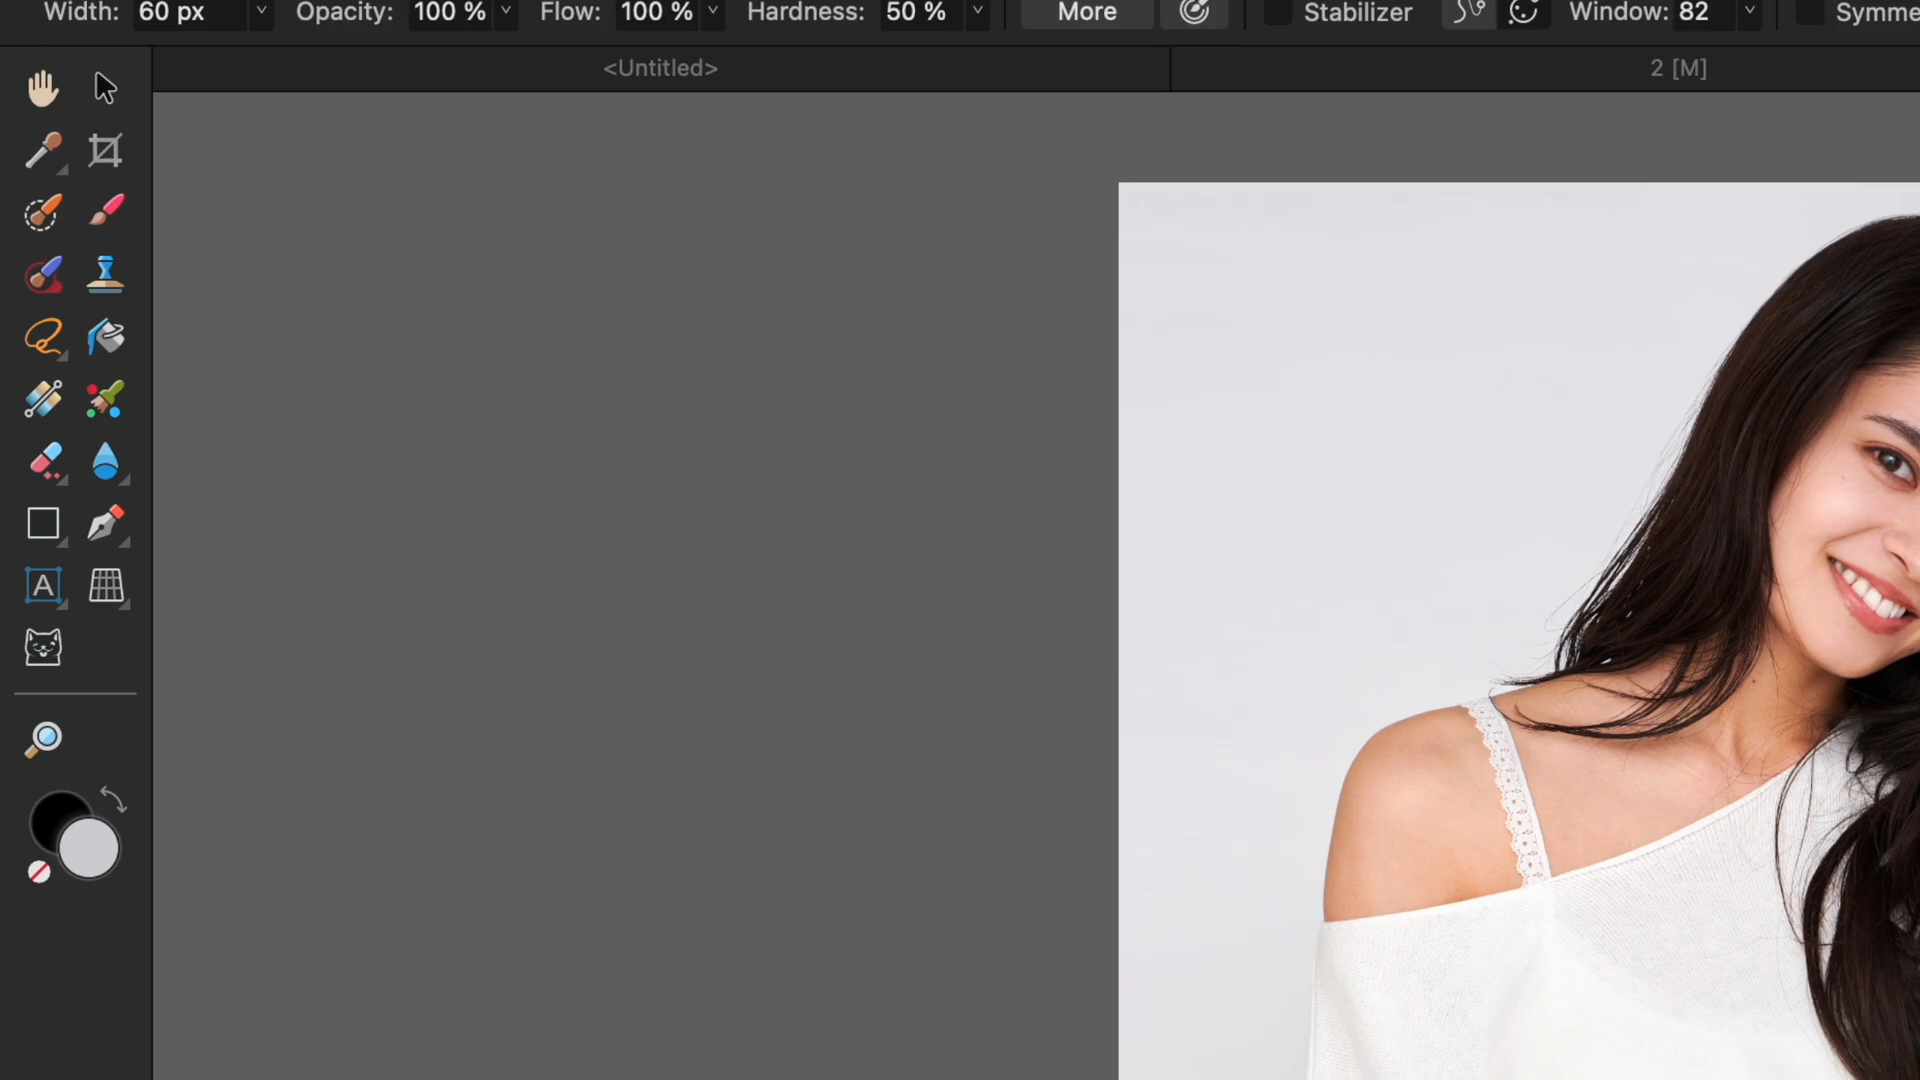 Width: 60 px Opacity: 100 % Flow: 100 % Hardness: 50 % More Stabilizer Window: 82 Symme
<Untitled> 2 [M]
A